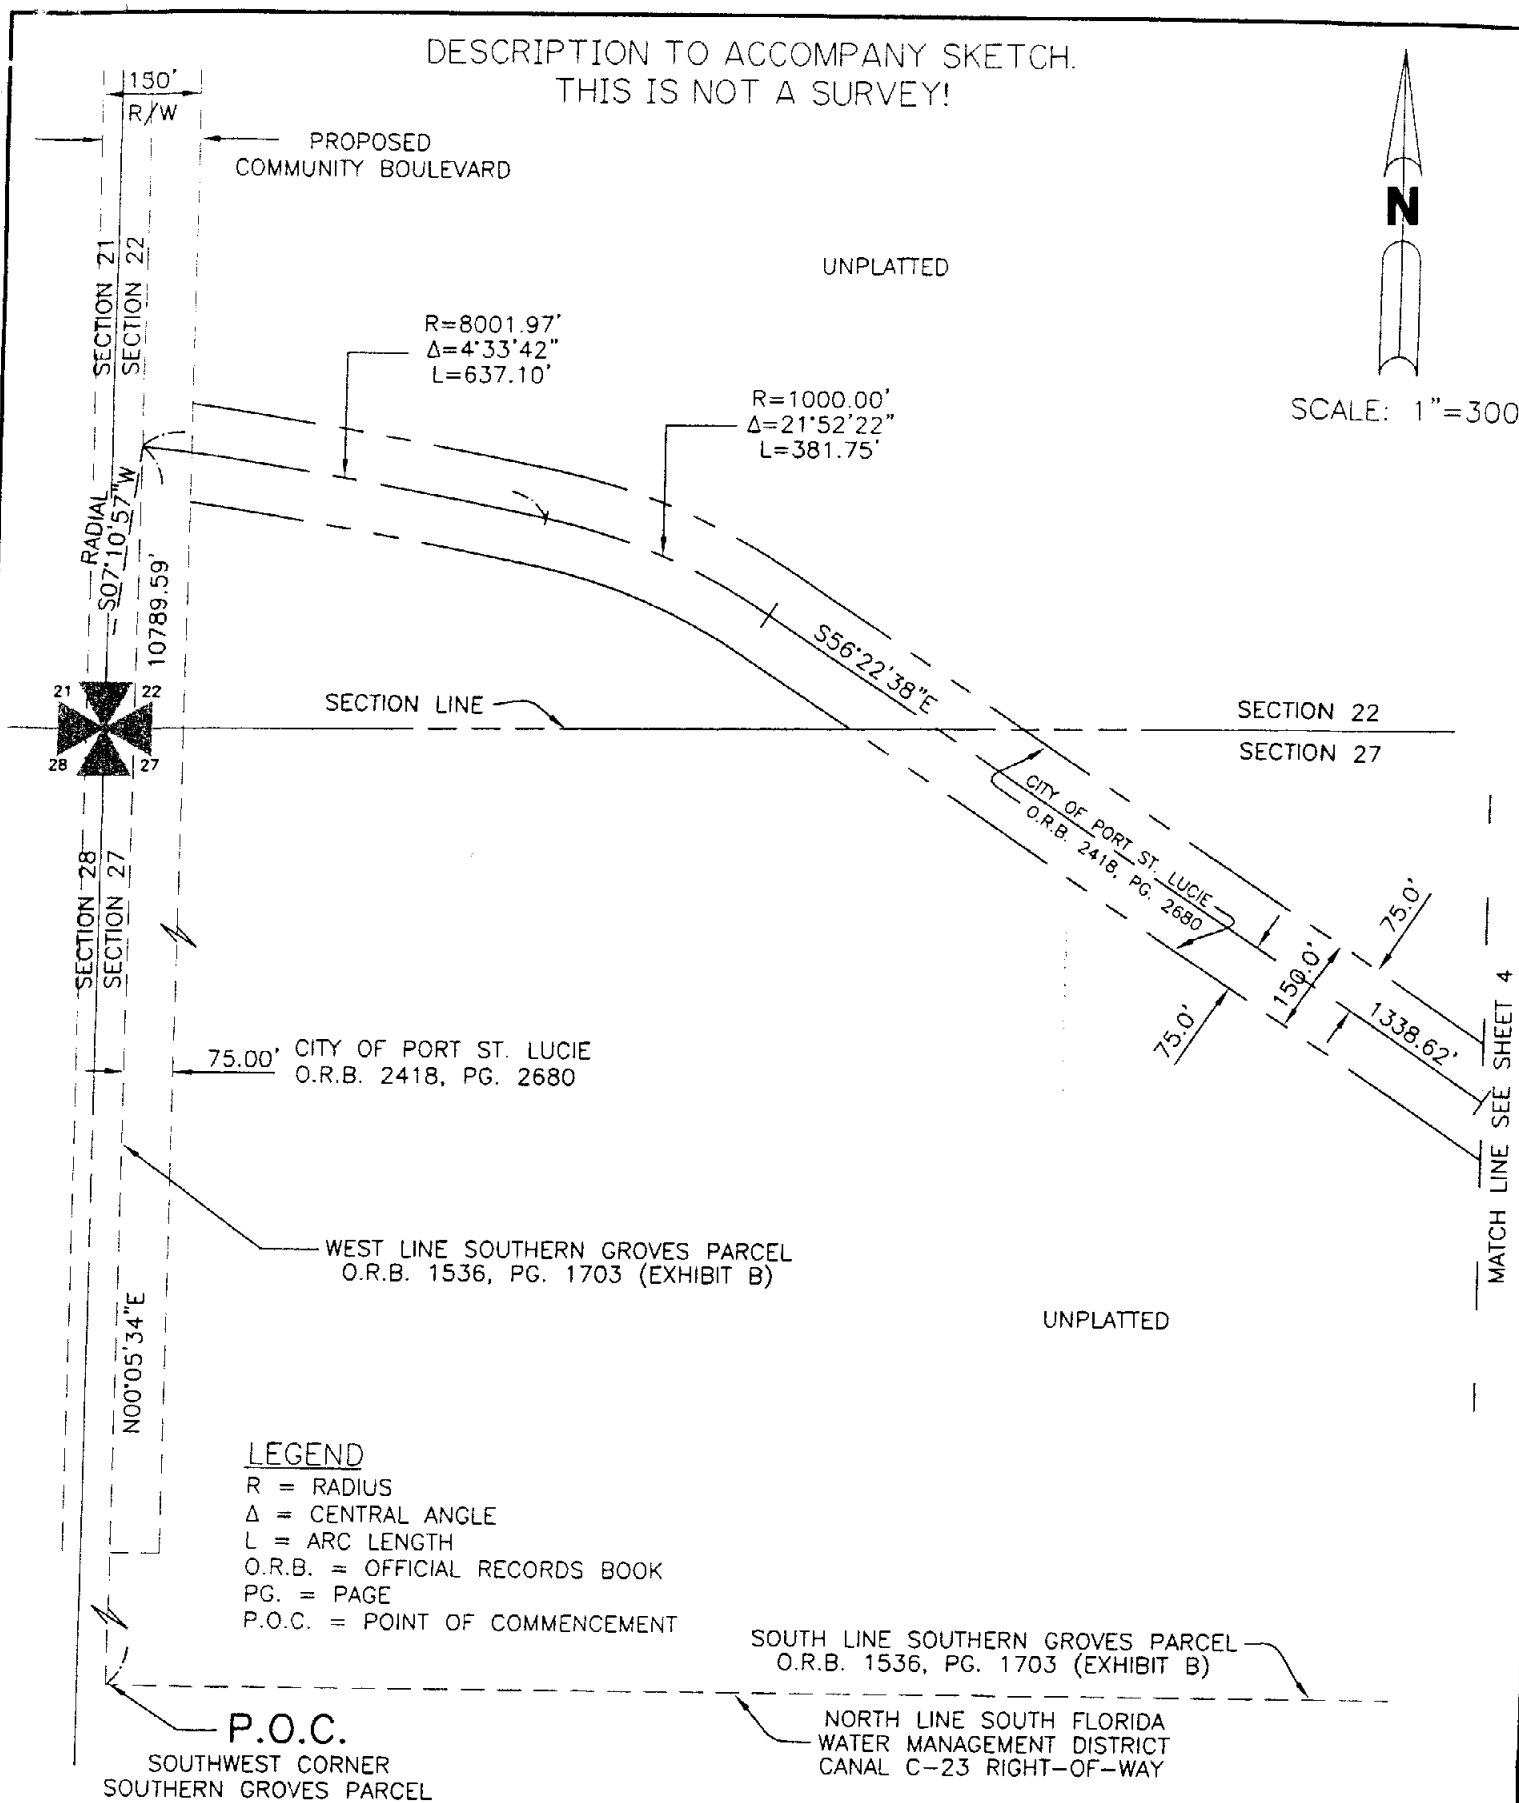 DESCRIPTION TO ACCOMPANY SKETCH.
THIS IS NOT A SURVEY!
150'
R/W
PROPOSED
COMMUNITY BOULEVARD
N
SCALE: 1"=300
UNPLATTED
SECTION 21
SECTION 22
R=8001.97'
Δ=4°33'42"
L=637.10'
R=1000.00'
Δ=21°52'22"
L=381.75'
RADIAL
S07°10'57"W
10789.59'
S56°22'38"E
21
22
28
27
SECTION LINE
SECTION 22
SECTION 27
CITY OF PORT ST. LUCIE
O.R.B. 2418, PG. 2680
SECTION 28
SECTION 27
75.0'
150.0'
75.0'
1338.62'
MATCH LINE SEE SHEET 4
75.00'
CITY OF PORT ST. LUCIE
O.R.B. 2418, PG. 2680
WEST LINE SOUTHERN GROVES PARCEL
O.R.B. 1536, PG. 1703 (EXHIBIT B)
UNPLATTED
N00°05'34"E
LEGEND
R = RADIUS
Δ = CENTRAL ANGLE
L = ARC LENGTH
O.R.B. = OFFICIAL RECORDS BOOK
PG. = PAGE
P.O.C. = POINT OF COMMENCEMENT
SOUTH LINE SOUTHERN GROVES PARCEL
O.R.B. 1536, PG. 1703 (EXHIBIT B)
P.O.C.
SOUTHWEST CORNER
SOUTHERN GROVES PARCEL
NORTH LINE SOUTH FLORIDA
WATER MANAGEMENT DISTRICT
CANAL C-23 RIGHT-OF-WAY